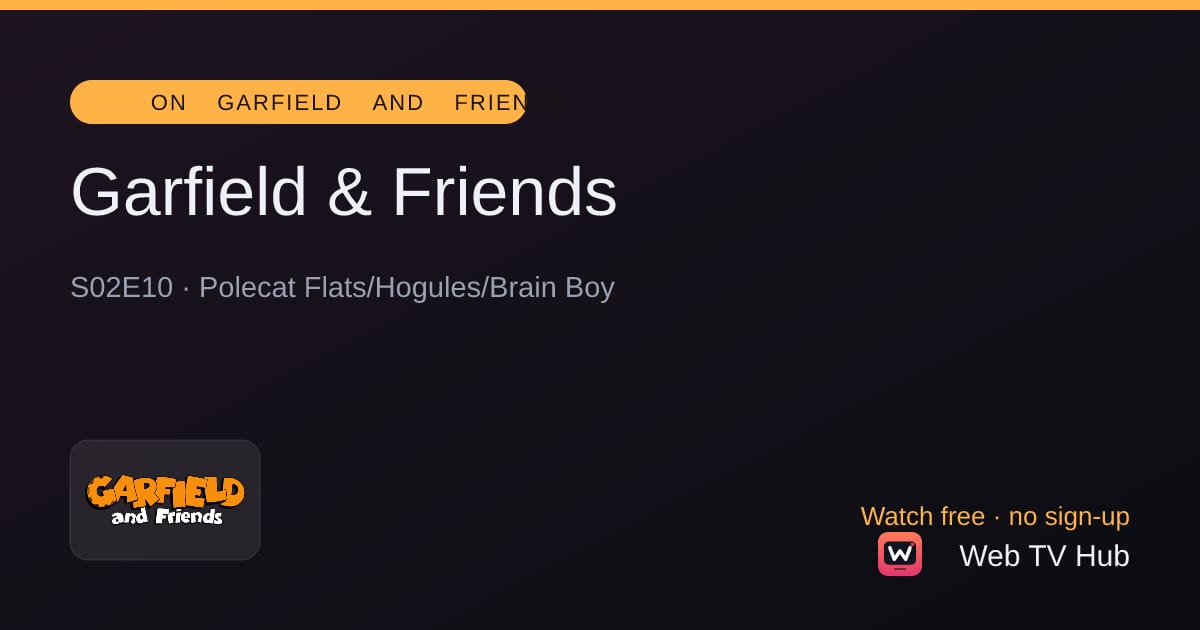 ON GARFIELD AND FRIEN
Garfield & Friends
S02E10 · Polecat Flats/Hogules/Brain Boy
GARFIELD
and Friends
Watch free · no sign-up
W
Web TV Hub